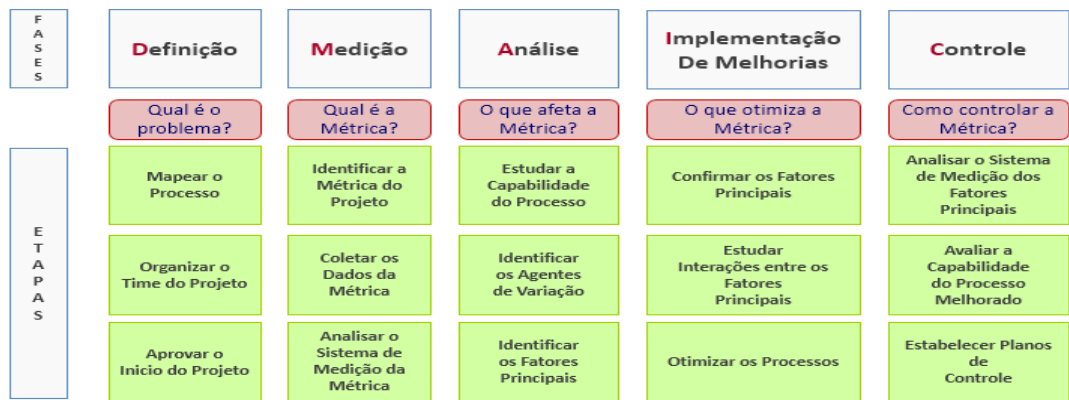 F
A
S
E
S
Definição
Medição
Análise
Implementação
De Melhorias
Controle
Qual é o
problema?
Qual é a
Métrica?
O que afeta a
Métrica?
O que otimiza a
Métrica?
Como controlar a
Métrica?
E
T
A
P
A
S
Mapear o
Processo
Identificar a
Métrica do
Projeto
Estudar a
Capabilidade
do Processo
Confirmar os Fatores
Principais
Analisar o Sistema
de Medição dos
Fatores
Principais
Organizar o
Time do Projeto
Coletar os
Dados da
Métrica
Identificar
os Agentes
de Variação
Estudar
Interações entre os
Fatores
Principais
Avaliar a
Capabilidade
do Processo
Melhorado
Aprovar o
Inicio do Projeto
Analisar o
Sistema de
Medição da
Métrica
Identificar
os Fatores
Principais
Otimizar os Processos
Estabelecer Planos
de
Controle